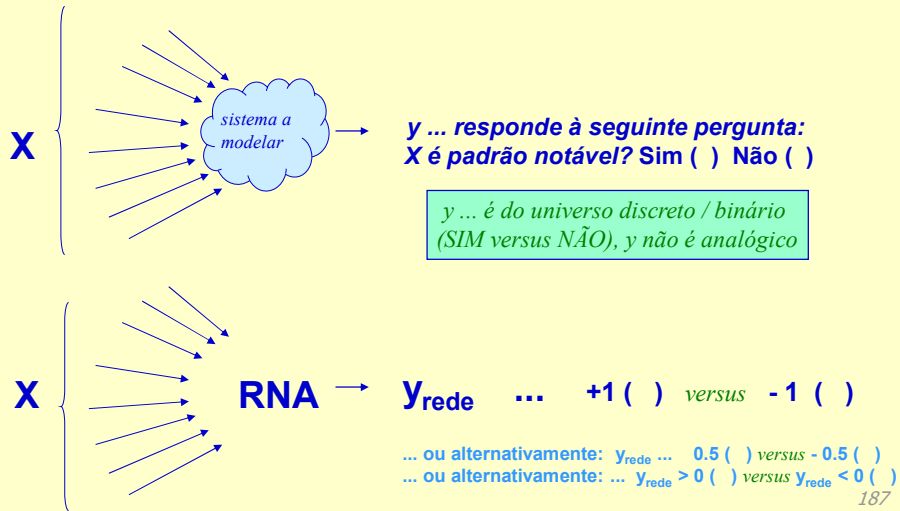 X
sistema a
modelar
y ... responde à seguinte pergunta:
X é padrão notável? Sim ( ) Não ( )
y ... é do universo discreto / binário
(SIM versus NÃO), y não é analógico
X
RNA
yrede ... +1 ( ) versus - 1 ( )
... ou alternativamente: yrede ... 0.5 ( ) versus - 0.5 ( )
... ou alternativamente: ... yrede > 0 ( ) versus yrede < 0 ( )
187